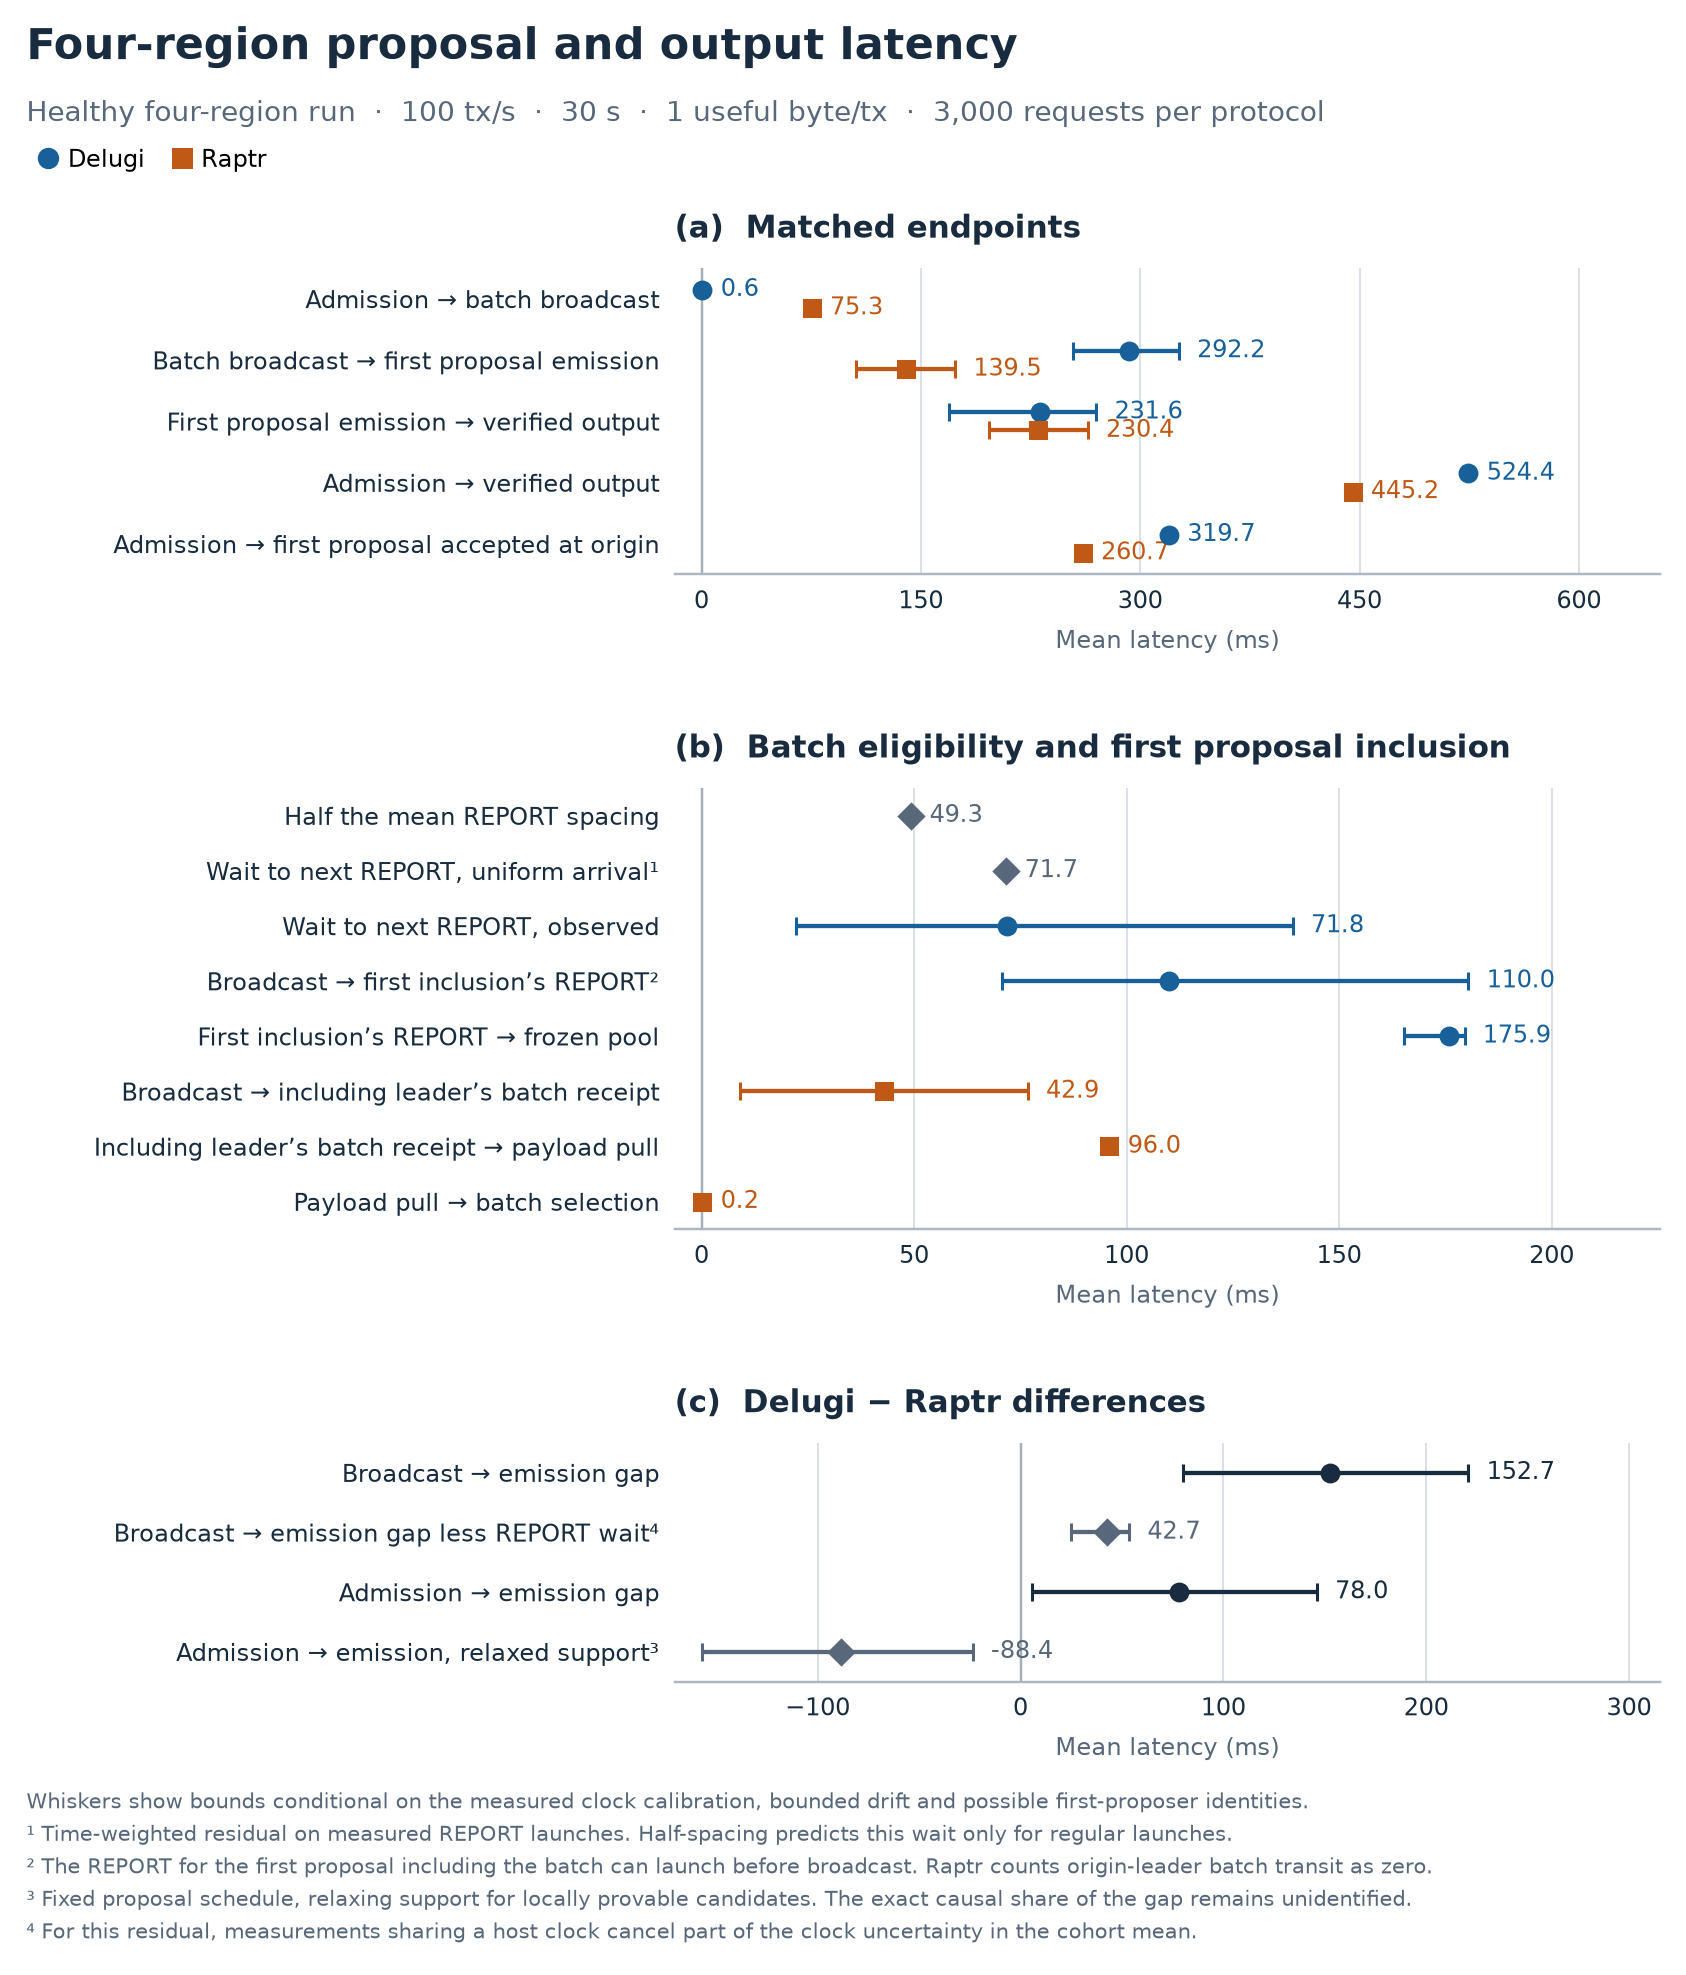 Four-region proposal and output latency
Healthy four-region run · 100 tx/s · 30 s · 1 useful byte/tx · 3,000 requests per protocol
Delugi Raptr
(a) Matched endpoints
Admission → batch broadcast 0.6 75.3
Batch broadcast → first proposal emission 292.2 139.5
First proposal emission → verified output 231.6 230.4
Admission → verified output 524.4 445.2
Admission → first proposal accepted at origin 319.7 260.7
0 150 300 450 600
Mean latency (ms)
(b) Batch eligibility and first proposal inclusion
Half the mean REPORT spacing 49.3
Wait to next REPORT, uniform arrival¹ 71.7
Wait to next REPORT, observed 71.8
Broadcast → first inclusion’s REPORT² 110.0
First inclusion’s REPORT → frozen pool 175.9
Broadcast → including leader’s batch receipt 42.9
Including leader’s batch receipt → payload pull 96.0
Payload pull → batch selection 0.2
0 50 100 150 200
Mean latency (ms)
(c) Delugi − Raptr differences
Broadcast → emission gap 152.7
Broadcast → emission gap less REPORT wait⁴ 42.7
Admission → emission gap 78.0
Admission → emission, relaxed support³ -88.4
−100 0 100 200 300
Mean latency (ms)
Whiskers show bounds conditional on the measured clock calibration, bounded drift and possible first-proposer identities.
¹ Time-weighted residual on measured REPORT launches. Half-spacing predicts this wait only for regular launches.
² The REPORT for the first proposal including the batch can launch before broadcast. Raptr counts origin-leader batch transit as zero.
³ Fixed proposal schedule, relaxing support for locally provable candidates. The exact causal share of the gap remains unidentified.
⁴ For this residual, measurements sharing a host clock cancel part of the clock uncertainty in the cohort mean.